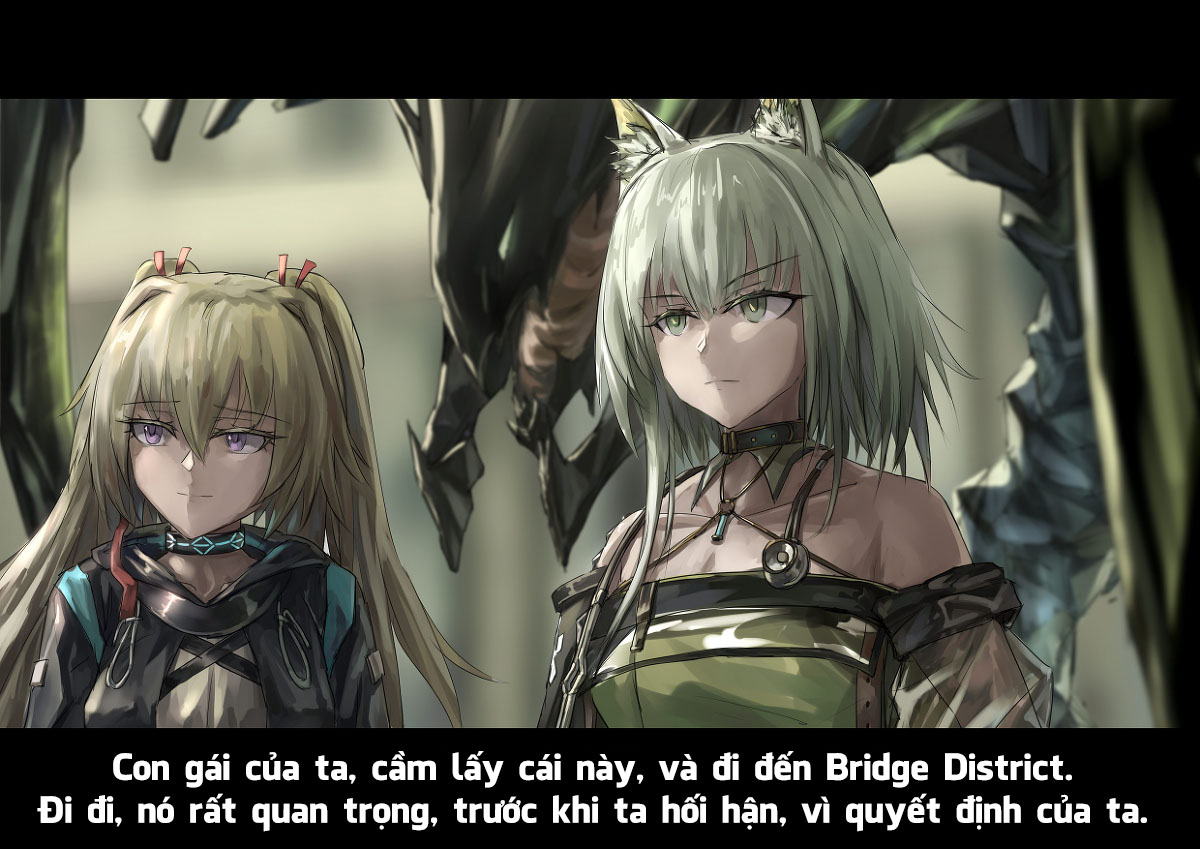 Con gái của ta, cầm lấy cái này, và đi đến Bridge District.
Đi đi, nó rất quan trọng, trước khi ta hối hận, vì quyết định của ta.